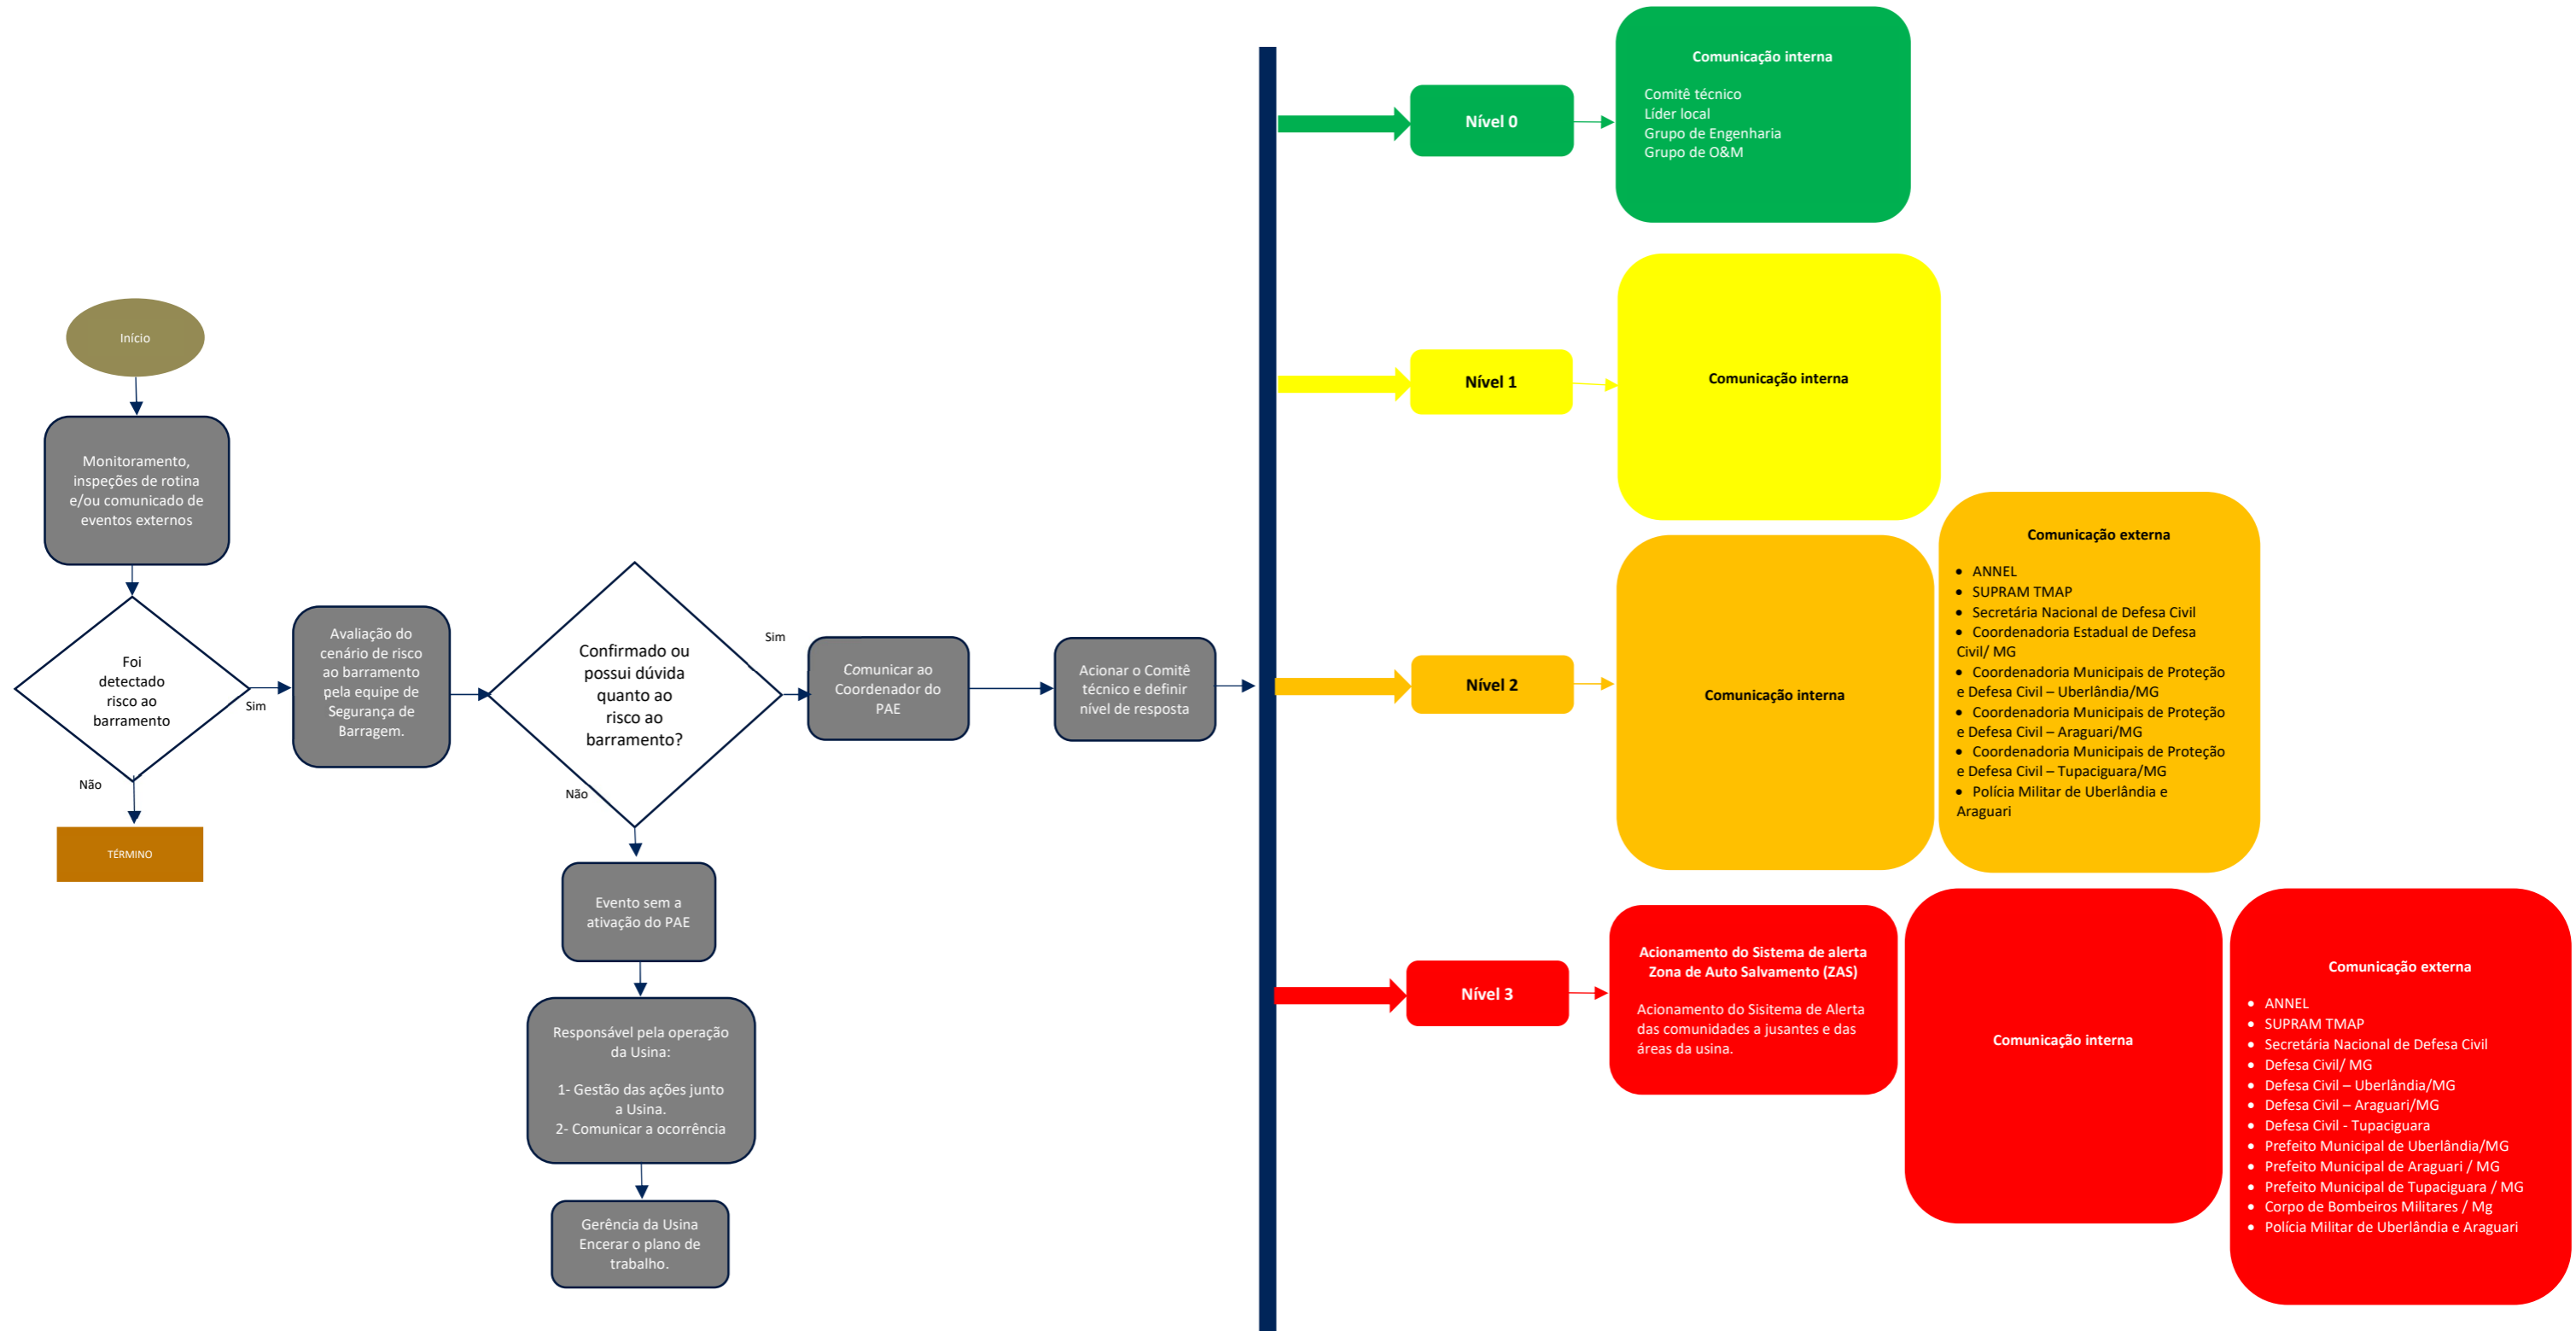 Início
Monitoramento,
inspeções de rotina
e/ou comunicado de
eventos externos
Foi
detectado
risco ao
barramento
Sim
Não
TÉRMINO
Avaliação do
cenário de risco
ao barramento
pela equipe de
Segurança de
Barragem.
Confirmado ou
possui dúvida
quanto ao
risco ao
barramento?
Sim
Não
Comunicar ao
Coordenador do
PAE
Acionar o Comitê
técnico e definir
nível de resposta
Evento sem a
ativação do PAE
Responsável pela operação
da Usina:
1- Gestão das ações junto
a Usina.
2- Comunicar a ocorrência
Gerência da Usina
Encerar o plano de
trabalho.
Nível 0
Comunicação interna
Comitê técnico
Líder local
Grupo de Engenharia
Grupo de O&M
Nível 1
Comunicação interna
Nível 2
Comunicação interna
Comunicação externa
• ANNEL
• SUPRAM TMAP
• Secretária Nacional de Defesa Civil
• Coordenadoria Estadual de Defesa
Civil/ MG
• Coordenadoria Municipais de Proteção
e Defesa Civil – Uberlândia/MG
• Coordenadoria Municipais de Proteção
e Defesa Civil – Araguari/MG
• Coordenadoria Municipais de Proteção
e Defesa Civil – Tupaciguara/MG
• Polícia Militar de Uberlândia e
Araguari
Nível 3
Acionamento do Sistema de alerta
Zona de Auto Salvamento (ZAS)
Acionamento do Sisitema de Alerta
das comunidades a jusantes e das
áreas da usina.
Comunicação interna
Comunicação externa
• ANNEL
• SUPRAM TMAP
• Secretária Nacional de Defesa Civil
• Defesa Civil/ MG
• Defesa Civil – Uberlândia/MG
• Defesa Civil – Araguari/MG
• Defesa Civil - Tupaciguara
• Prefeito Municipal de Uberlândia/MG
• Prefeito Municipal de Araguari / MG
• Prefeito Municipal de Tupaciguara / MG
• Corpo de Bombeiros Militares / Mg
• Polícia Militar de Uberlândia e Araguari